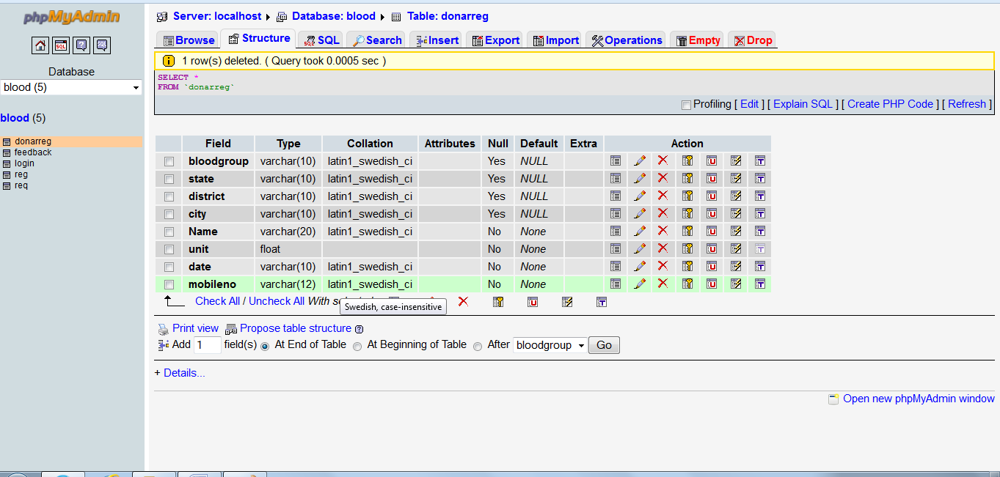 phpMyAdmin
Database
blood (5)
blood (5)
donarreg
feedback
login
reg
req
Server: localhost Database: blood Table: donarreg
Browse Structure SQL Search Insert Export Import Operations Empty Drop
1 row(s) deleted. ( Query took 0.0005 sec )
SELECT *
FROM `donarreg`
Profiling [ Edit ] [ Explain SQL ] [ Create PHP Code ] [ Refresh ]
Field Type Collation Attributes Null Default Extra Action
bloodgroup varchar(10) latin1_swedish_ci Yes NULL
state varchar(10) latin1_swedish_ci Yes NULL
district varchar(10) latin1_swedish_ci Yes NULL
city varchar(10) latin1_swedish_ci Yes NULL
Name varchar(20) latin1_swedish_ci No None
unit float No None
date varchar(10) latin1_swedish_ci No None
mobileno varchar(12) latin1_swedish_ci No None
Check All / Uncheck All With
Swedish, case-insensitive
Print view Propose table structure
Add 1 field(s) At End of Table At Beginning of Table After bloodgroup Go
+ Details...
Open new phpMyAdmin window